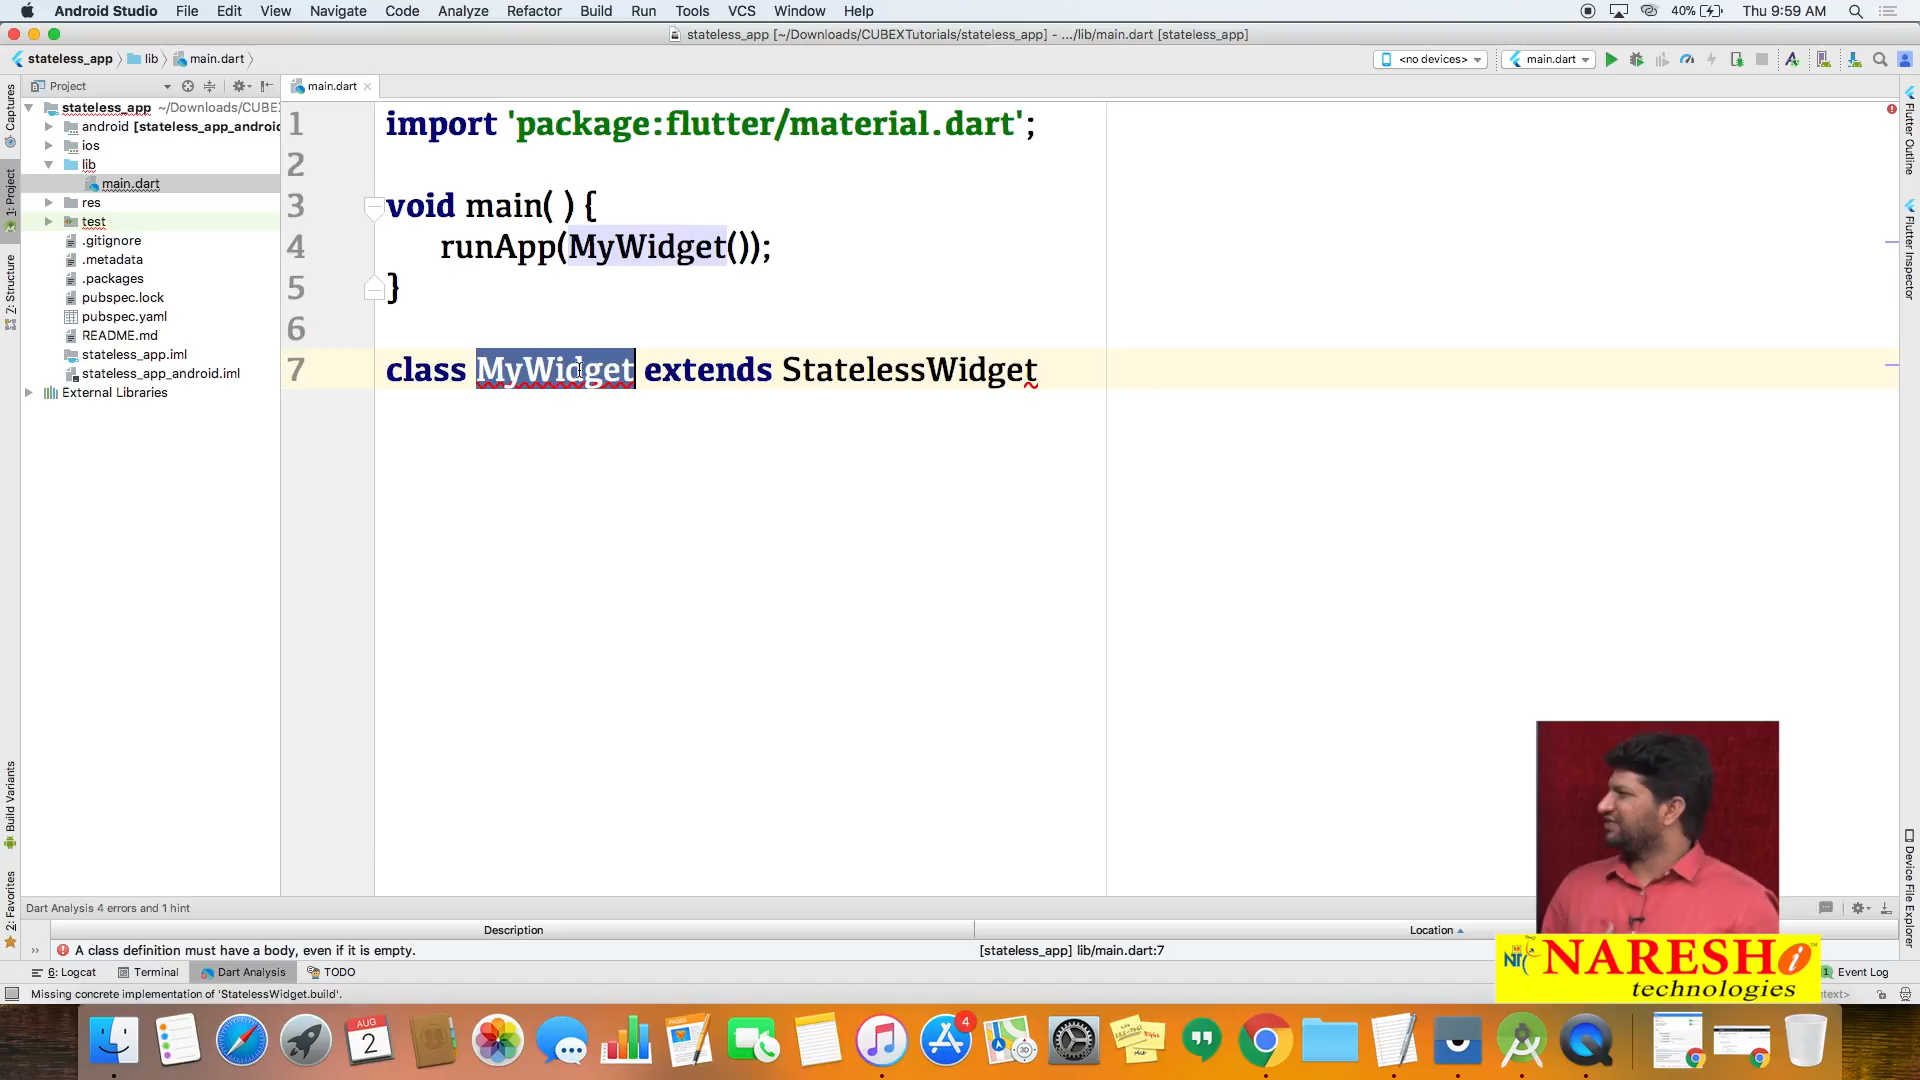 Android Studio File Edit View Navigate Code Analyze Refactor Build Run Tools VCS Window Help 40% Thu 9:59 AM
stateless_app [~/Downloads/CUBEXTutorials/stateless_app] - .../lib/main.dart [stateless_app]
stateless_app lib main.dart <no devices> main.dart
Project
main.dart
stateless_app ~/Downloads/CUBE
android [stateless_app_android
ios
lib
main.dart
res
test
.gitignore
.metadata
.packages
pubspec.lock
pubspec.yaml
README.md
stateless_app.iml
stateless_app_android.iml
External Libraries
Captures
1: Project
Z: Structure
Build Variants
2: Favorites
1 import 'package:flutter/material.dart';
2
3 void main( ) {
4 runApp(MyWidget());
5 }
6
7 class MyWidget extends StatelessWidget
Flutter Outline
Flutter Inspector
Device File Explorer
Dart Analysis 4 errors and 1 hint
Description Location
A class definition must have a body, even if it is empty. [stateless_app] lib/main.dart:7
6: Logcat Terminal Dart Analysis TODO 1 Event Log
Missing concrete implementation of 'StatelessWidget.build'.
NARESH i
technologies
AUG
2
4